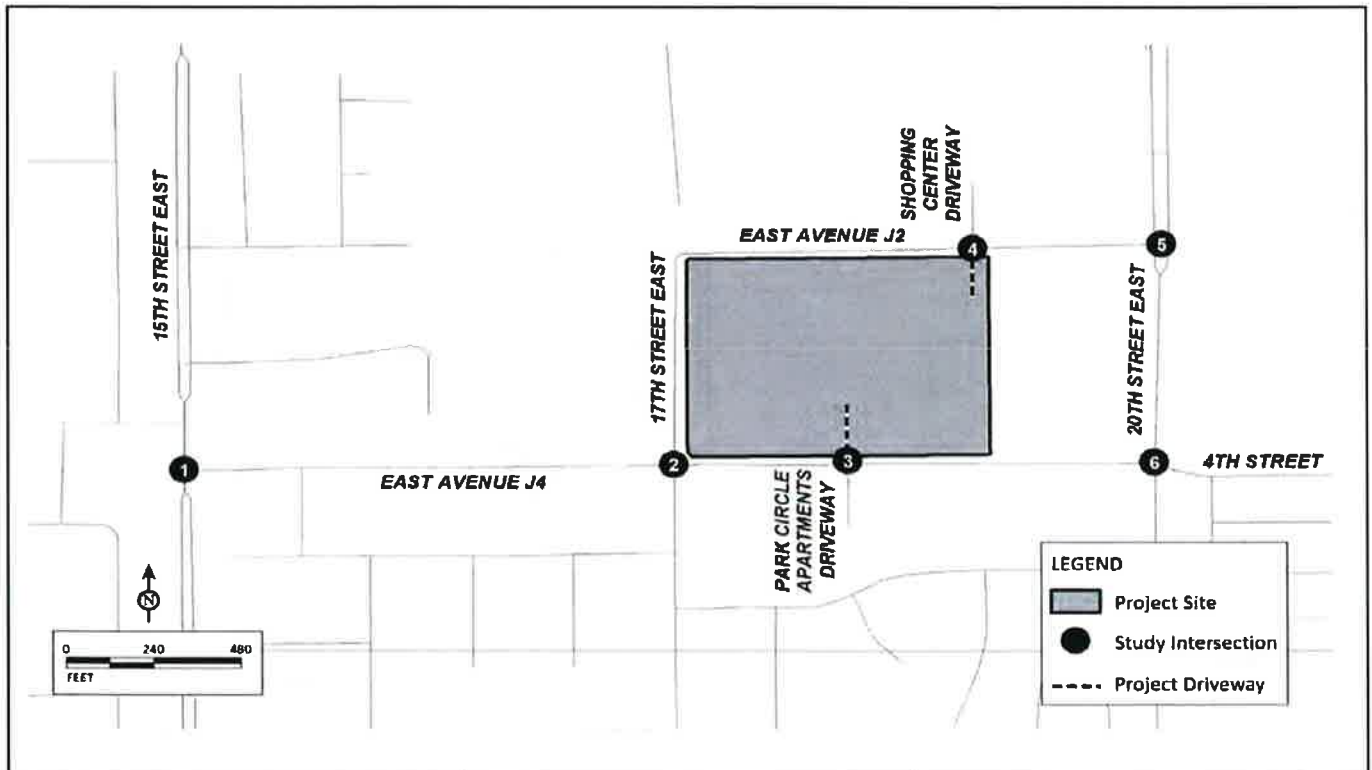 SHOPPING
CENTER
DRIVEWAY
EAST AVENUE J2
4
5
15TH STREET EAST
17TH STREET EAST
20TH STREET EAST
1
2
3
6
4TH STREET
EAST AVENUE J4
PARK CIRCLE
APARTMENTS
DRIVEWAY
N
0 240 480
FEET
LEGEND
Project Site
Study Intersection
Project Driveway